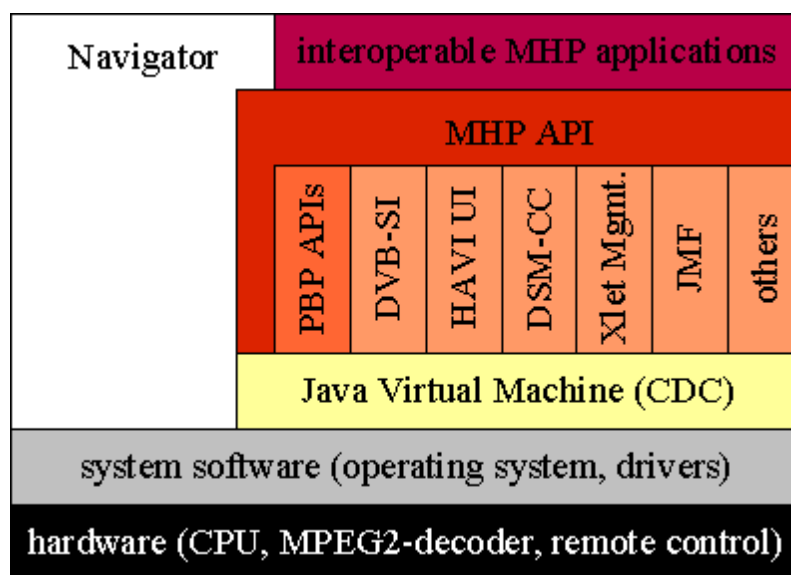 Navigator
interoperable MHP applications
MHP API
PBP APIs
DVB-SI
HAVI UI
DSM-CC
Xlet Mgmt.
JMF
others
Java Virtual Machine (CDC)
system software (operating system, drivers)
hardware (CPU, MPEG2-decoder, remote control)